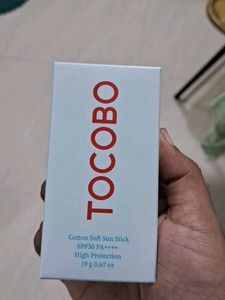 TOCOBO
Cotton Soft Sun Stick
SPF50 PA++++
High Protection
19 g 0.67 oz